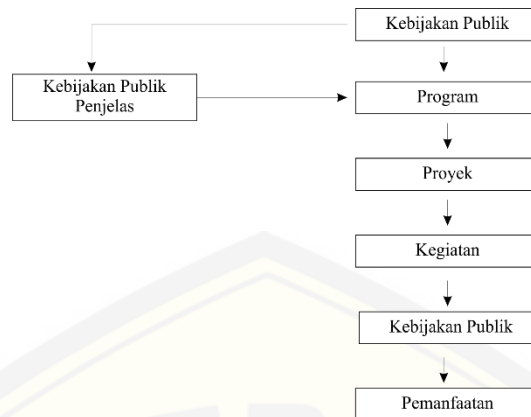 Kebijakan Publik
Kebijakan Publik
Penjelas
Program
Proyek
Kegiatan
Kebijakan Publik
Pemanfaatan